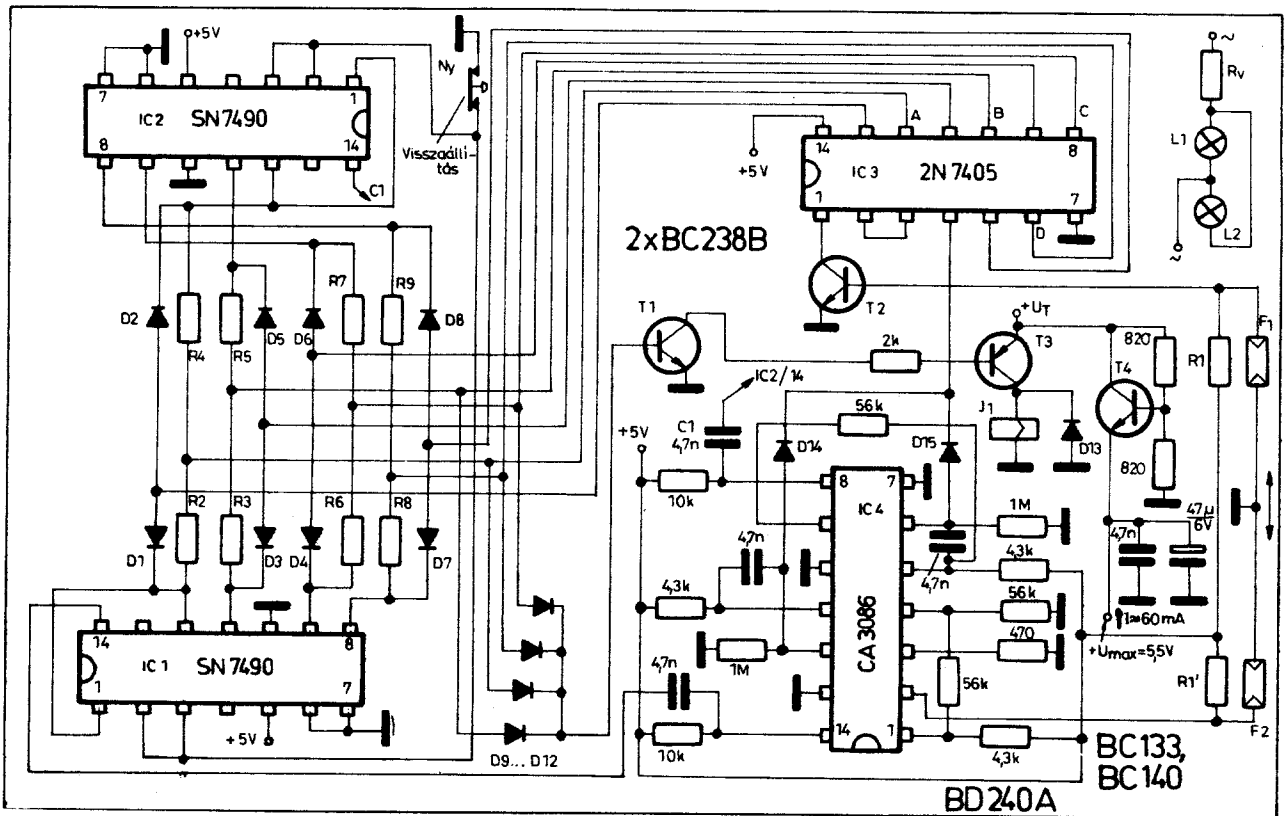 +5V
Ny
~
7
1
Rv
IC2 SN7490
A
B
C
8
14
Visszaállí-
tás
14
8
L1
+5V
IC3 2N7405
C1
1
7
L2
D
~
2xBC238B
R7
R9
T2
D2
D5
D6
D8
T1
+UT
F1
R4
R5
T3
820
R1
2k
T4
IC2/14
J1
56k
C1
4,7n
+5V
D14
D15
D13
820
R2
R3
R6
R8
8
7
10k
IC4
1M
47µ
6V
D1
D3
D4
D7
4,7n
4,7n
4,7n
4,3k
4,3k
56k
CA3086
I≈60mA
14
8
470
+Umax=5,5V
IC1 SN7490
1M
4,7n
56k
R1'
1
7
14
1
F2
+5V
10k
4,3k
BC133,
D9...D12
BC140
BD240A